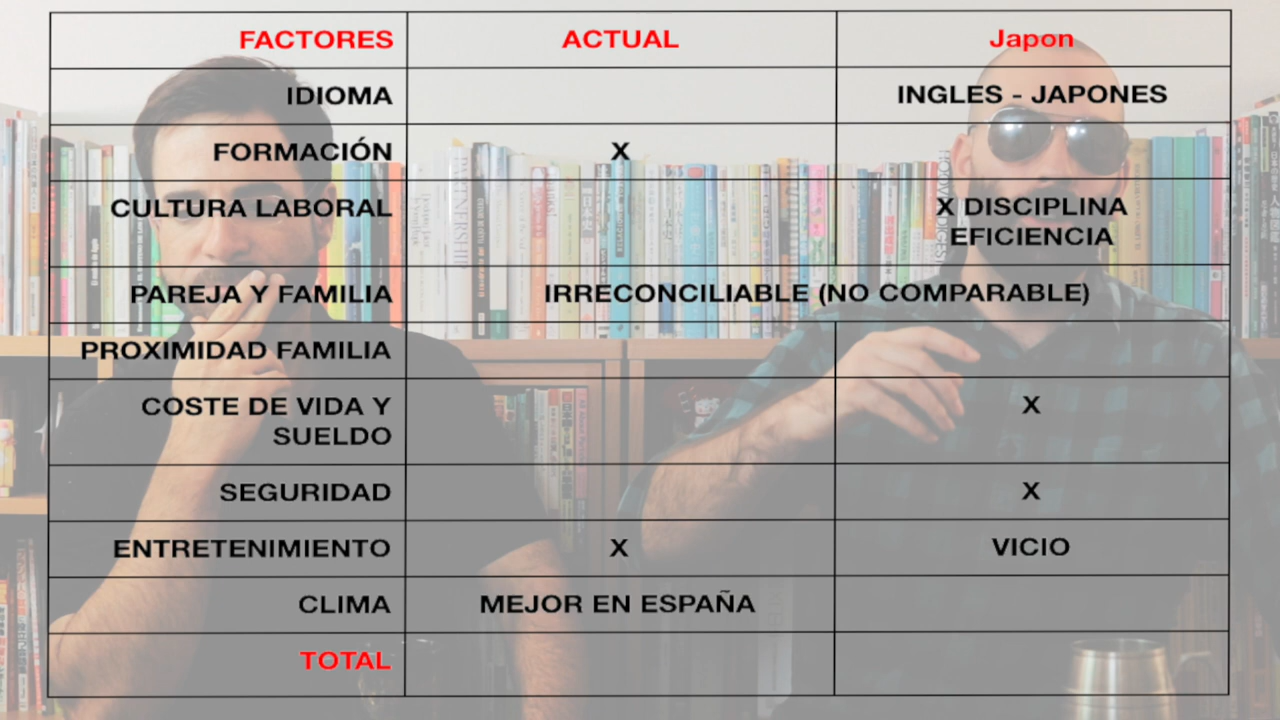 FACTORES ACTUAL Japon
IDIOMA INGLES - JAPONES
FORMACIÓN X
CULTURA LABORAL X DISCIPLINA
EFICIENCIA
PAREJA Y FAMILIA IRRECONCILIABLE (NO COMPARABLE)
PROXIMIDAD FAMILIA
COSTE DE VIDA Y X
SUELDO
SEGURIDAD X
ENTRETENIMIENTO X VICIO
CLIMA MEJOR EN ESPAÑA
TOTAL